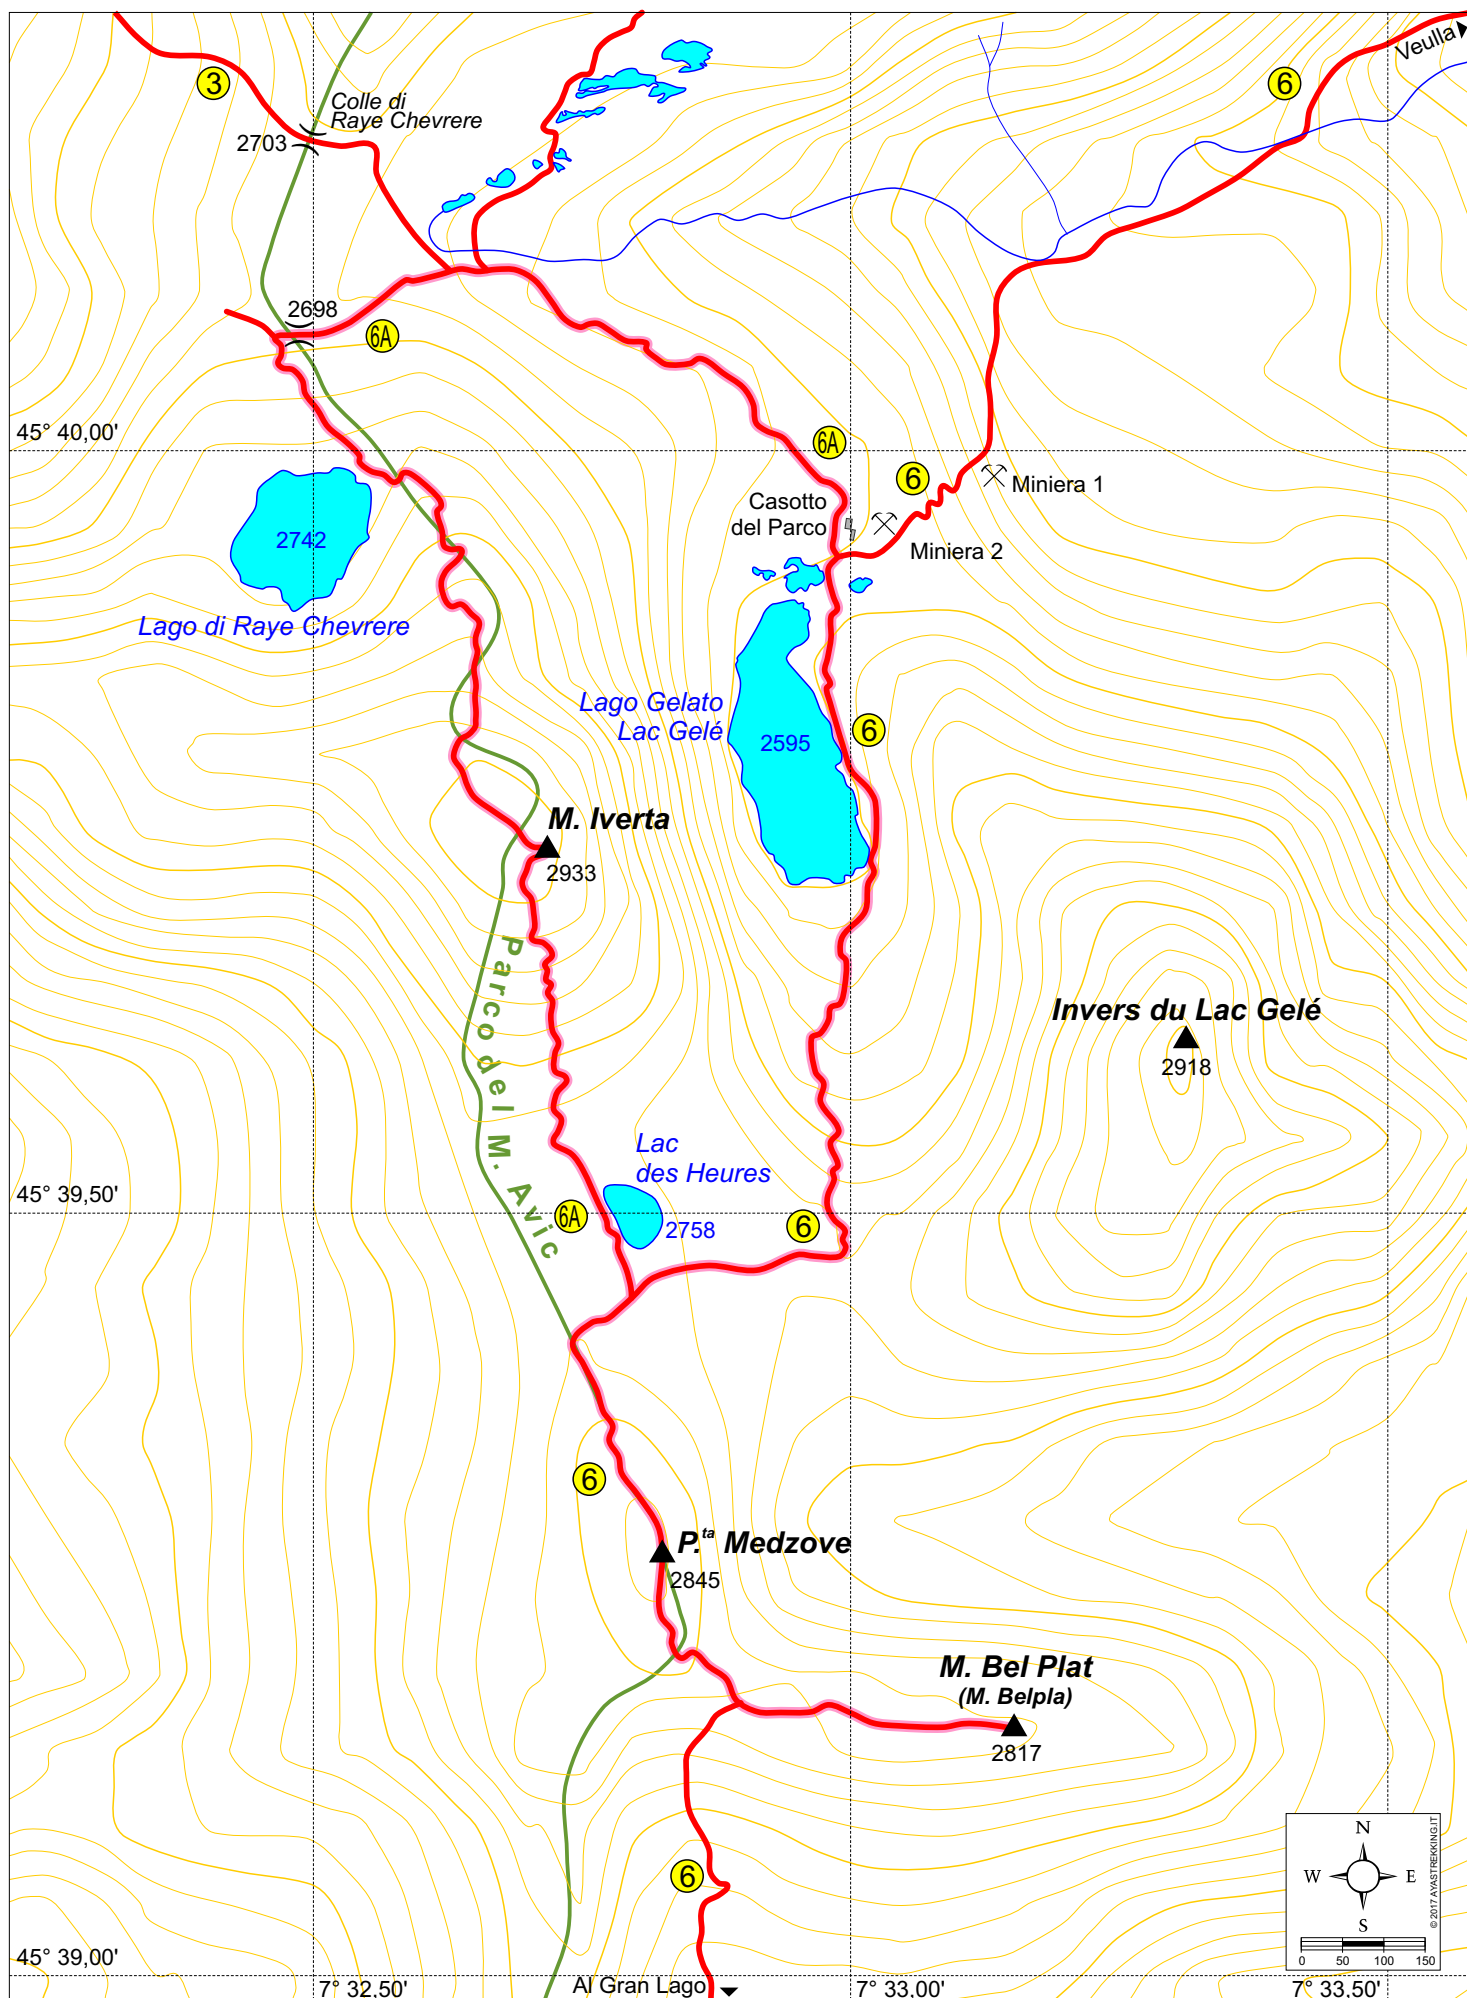 Veulla
3
6
Colle di
Raye Chevrere
2703
2698
6A
45° 40,00'
6A
6
Miniera 1
Casotto
del Parco
Miniera 2
2742
Lago di Raye Chevrere
Lago Gelato
Lac Gelé
2595
6
M. Iverta
2933
Parco del M. Avic
Invers du Lac Gelé
2918
Lac
des Heures
2758
45° 39,50'
6A
6
6
P.ta Medzove
2845
M. Bel Plat
(M. Belpla)
2817
6
N
W E
S
0 50 100 150
© 2017 AYASTREKKING.IT
45° 39,00'
7° 32,50'
Al Gran Lago
7° 33,00'
7° 33,50'